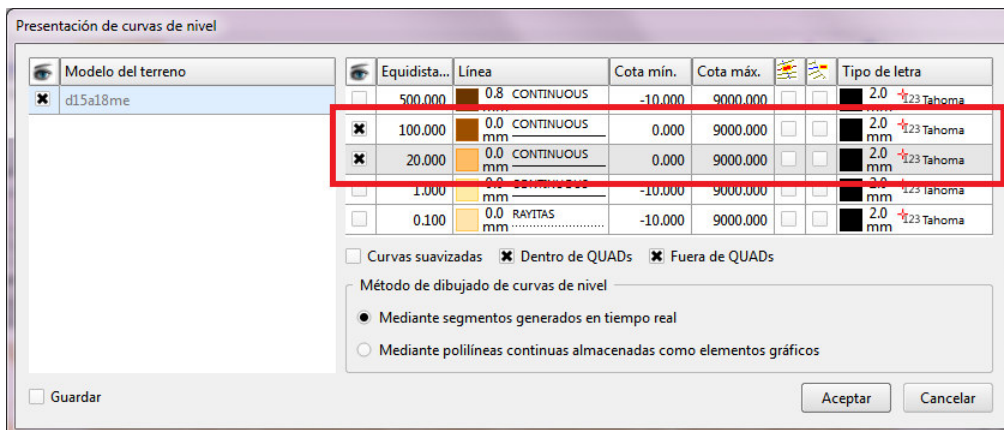 Presentación de curvas de nivel
Modelo del terreno
d15a18me
Equidista... Línea Cota mín. Cota máx. Tipo de letra
500.000 0.8 CONTINUOUS -10.000 9000.000 2.0 123 Tahoma
100.000 0.0 mm CONTINUOUS 0.000 9000.000 2.0 mm 123 Tahoma
20.000 0.0 mm CONTINUOUS 0.000 9000.000 2.0 mm 123 Tahoma
1.000 0.0 mm CONTINUOUS -10.000 9000.000 2.0 mm 123 Tahoma
0.100 0.0 mm RAYITAS -10.000 9000.000 2.0 mm 123 Tahoma
Curvas suavizadas Dentro de QUADs Fuera de QUADs
Método de dibujado de curvas de nivel
Mediante segmentos generados en tiempo real
Mediante polilíneas continuas almacenadas como elementos gráficos
Guardar
Aceptar Cancelar